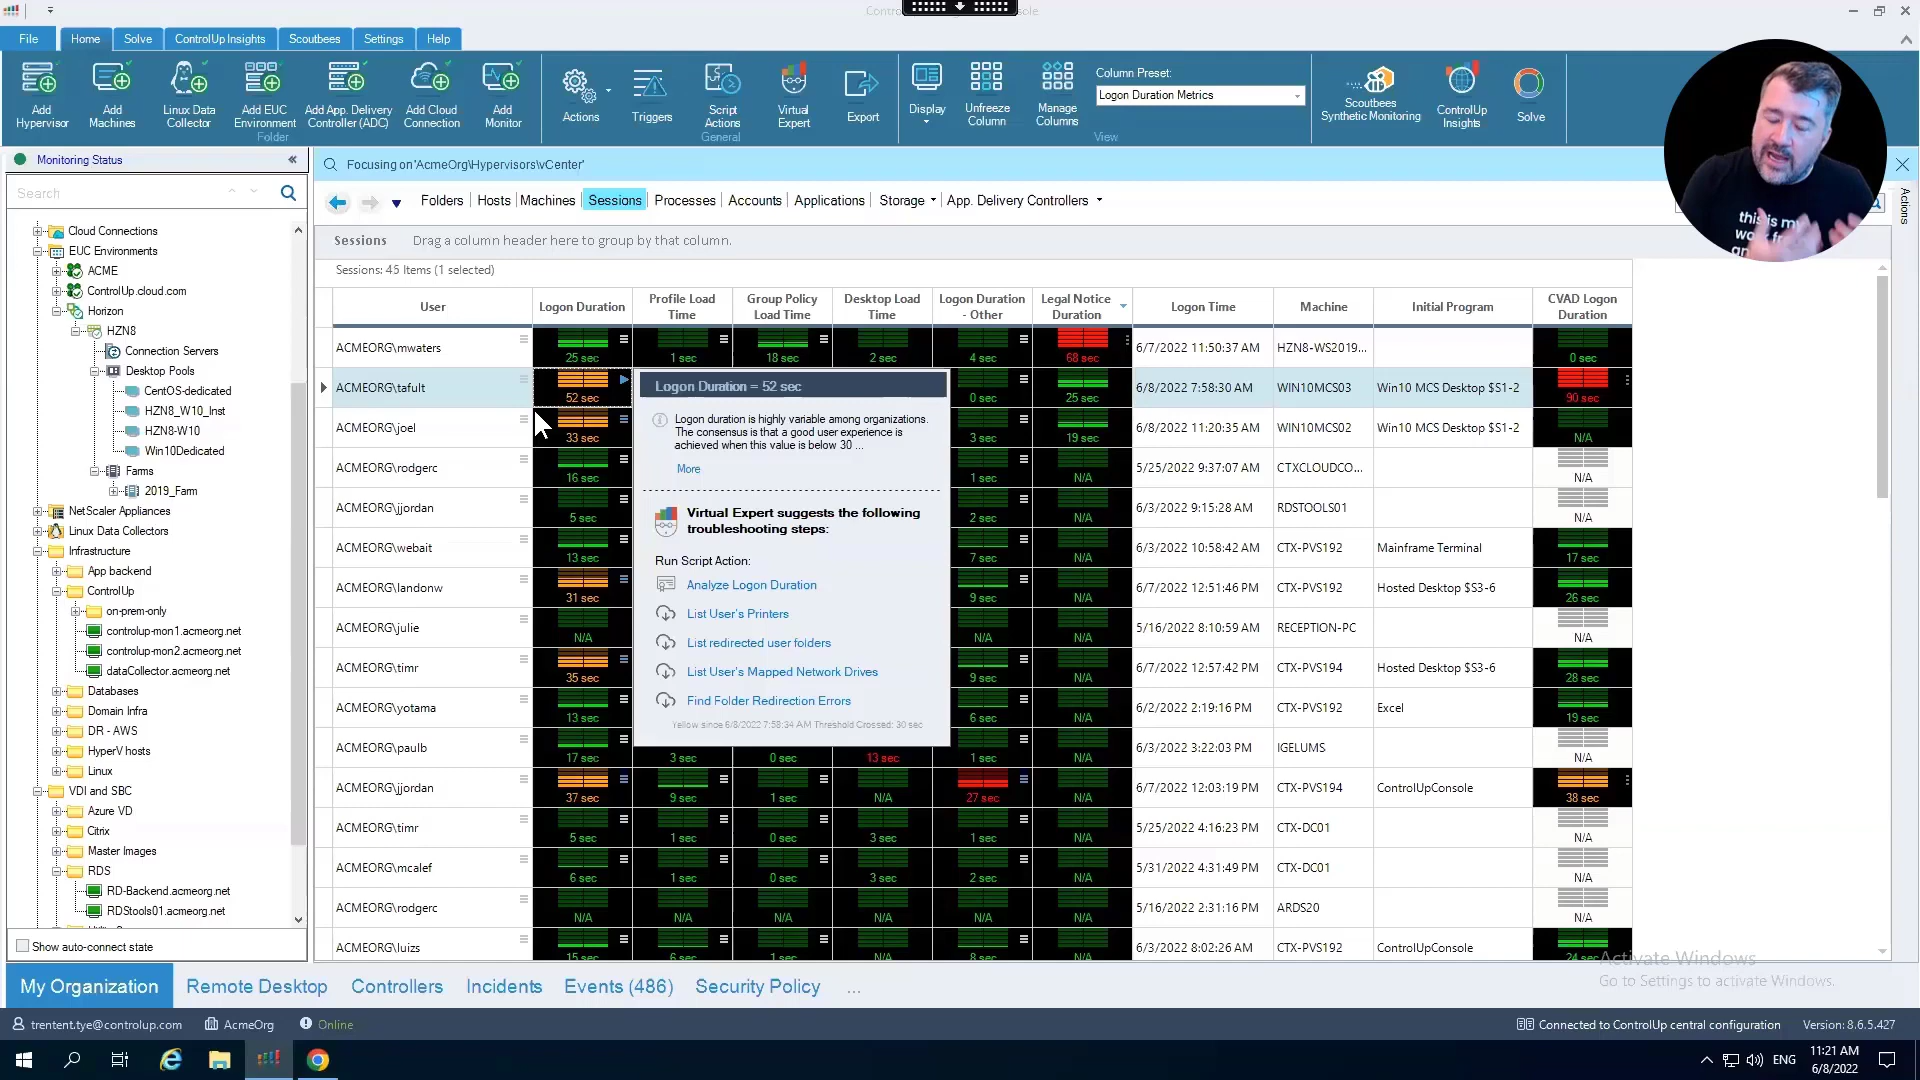 File
Home
Solve
ControlUp Insights
Scoutbees
Settings
Help
Add Hypervisor
Add Machines
Linux Data Collector
Add EUC Environment
Add App. Delivery Controller (ADC)
Add Cloud Connection
Add Monitor
Folder
Actions
Triggers
Script Actions
Virtual Expert
Export
General
Display
Unfreeze Column
Manage Columns
Column Preset:
Logon Duration Metrics
View
Scoutbees Synthetic Monitoring
ControlUp Insights
Solve
Monitoring Status
Search
Cloud Connections
EUC Environments
ACME
ControlUp.cloud.com
Horizon
HZN8
Connection Servers
Desktop Pools
CentOS-dedicated
HZN8_W10_Inst
HZN8-W10
Win10Dedicated
Farms
2019_Farm
NetScaler Appliances
Linux Data Collectors
Infrastructure
App backend
ControlUp
on-prem-only
controlup-mon1.acmeorg.net
controlup-mon2.acmeorg.net
dataCollector.acmeorg.net
Databases
Domain Infra
DR - AWS
HyperV hosts
Linux
VDI and SBC
Azure VD
Citrix
Master Images
RDS
RD-Backend.acmeorg.net
RDStools01.acmeorg.net
Show auto-connect state
Focusing on 'AcmeOrg\Hypervisors\vCenter'
Folders Hosts Machines Sessions Processes Accounts Applications Storage App. Delivery Controllers
Actions
this is my
Sessions Drag a column header here to group by that column.
Sessions: 45 Items (1 selected)
User Logon Duration Profile Load Time Group Policy Load Time Desktop Load Time Logon Duration - Other Legal Notice Duration Logon Time Machine Initial Program CVAD Logon Duration
ACMEORG\mwaters 25 sec 1 sec 18 sec 2 sec 4 sec 68 sec 6/7/2022 11:50:37 AM HZN8-WS2019... 0 sec
ACMEORG\tafult 52 sec 0 sec 25 sec 6/8/2022 7:58:30 AM WIN10MCS03 Win10 MCS Desktop $S1-2 90 sec
ACMEORG\joel 33 sec 3 sec 19 sec 6/8/2022 11:20:35 AM WIN10MCS02 Win10 MCS Desktop $S1-2 N/A
ACMEORG\rodgerc 16 sec 1 sec N/A 5/25/2022 9:37:07 AM CTXCLOUDCO... N/A
ACMEORG\jjordan 5 sec 2 sec N/A 6/3/2022 9:15:28 AM RDSTOOLS01 N/A
ACMEORG\webait 13 sec 7 sec N/A 6/3/2022 10:58:42 AM CTX-PVS192 Mainframe Terminal 17 sec
ACMEORG\landonw 31 sec 9 sec N/A 6/7/2022 12:51:46 PM CTX-PVS192 Hosted Desktop $S3-6 26 sec
ACMEORG\julie N/A N/A N/A 5/16/2022 8:10:59 AM RECEPTION-PC N/A
ACMEORG\timr 35 sec 9 sec N/A 6/7/2022 12:57:42 PM CTX-PVS194 Hosted Desktop $S3-6 28 sec
ACMEORG\yotama 13 sec 6 sec N/A 6/2/2022 2:19:16 PM CTX-PVS192 Excel 19 sec
ACMEORG\paulb 17 sec 3 sec 0 sec 13 sec 1 sec N/A 6/3/2022 3:22:03 PM IGELUMS N/A
ACMEORG\jjordan 37 sec 9 sec 1 sec N/A 27 sec N/A 6/7/2022 12:03:19 PM CTX-PVS194 ControlUpConsole 38 sec
ACMEORG\timr 5 sec 1 sec 0 sec 3 sec 1 sec N/A 5/25/2022 4:16:23 PM CTX-DC01 N/A
ACMEORG\mcalef 6 sec 1 sec 0 sec 3 sec 2 sec N/A 5/31/2022 4:31:49 PM CTX-DC01 N/A
ACMEORG\rodgerc N/A N/A N/A N/A N/A N/A 5/16/2022 2:31:16 PM ARDS20 N/A
ACMEORG\luizs 15 sec 6 sec 1 sec 8 sec N/A 6/3/2022 8:02:26 AM CTX-PVS192 ControlUpConsole 24 sec
Logon Duration = 52 sec
Logon duration is highly variable among organizations.
The consensus is that a good user experience is
achieved when this value is below 30 ...
More
Virtual Expert suggests the following
troubleshooting steps:
Run Script Action:
Analyze Logon Duration
List User's Printers
List redirected user folders
List User's Mapped Network Drives
Find Folder Redirection Errors
Yellow since 6/8/2022 7:58:34 AM Threshold Crossed: 30 sec
Activate Windows
Go to Settings to activate Windows.
My Organization Remote Desktop Controllers Incidents Events (486) Security Policy ...
trentent.tye@controlup.com AcmeOrg Online Connected to ControlUp central configuration Version: 8.6.5.427
ENG 11:21 AM
6/8/2022